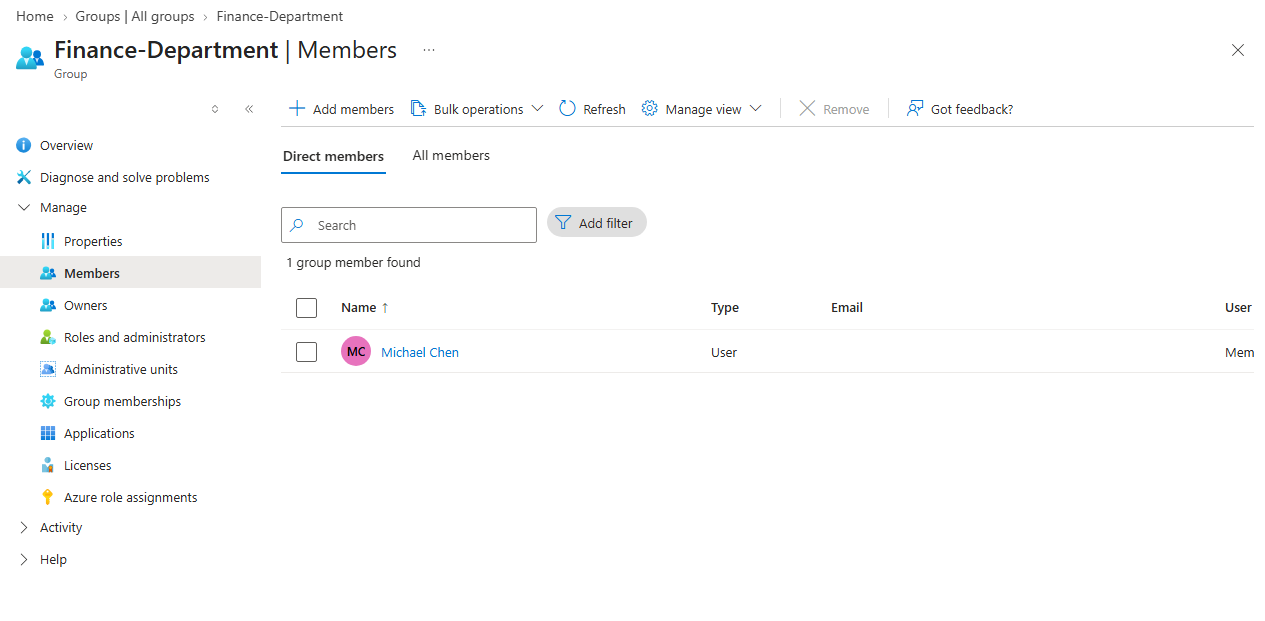 Home › Groups | All groups › Finance-Department
Finance-Department | Members ...
Group
Add members Bulk operations Refresh Manage view Remove Got feedback?
Overview
Diagnose and solve problems
Manage
Properties
Members
Owners
Roles and administrators
Administrative units
Group memberships
Applications
Licenses
Azure role assignments
Activity
Help
Direct members All members
Search Add filter
1 group member found
Name ↑ Type Email User
MC Michael Chen User Mem